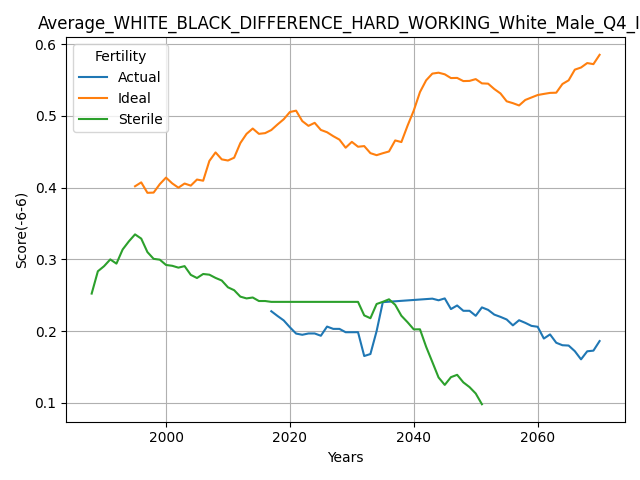 Average_WHITE_BLACK_DIFFERENCE_HARD_WORKING_White_Male_Q4_I
Fertility
Actual
Ideal
Sterile
Score(-6-6)
0.6
0.5
0.4
0.3
0.2
0.1
2000 2020 2040 2060
Years